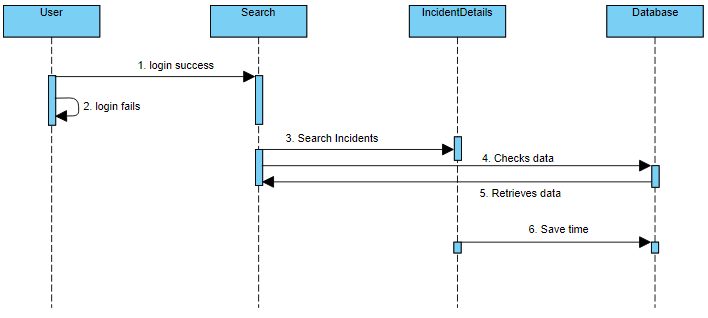 User
Search
IncidentDetails
Database
1. login success
2. login fails
3. Search Incidents
4. Checks data
5. Retrieves data
6. Save time